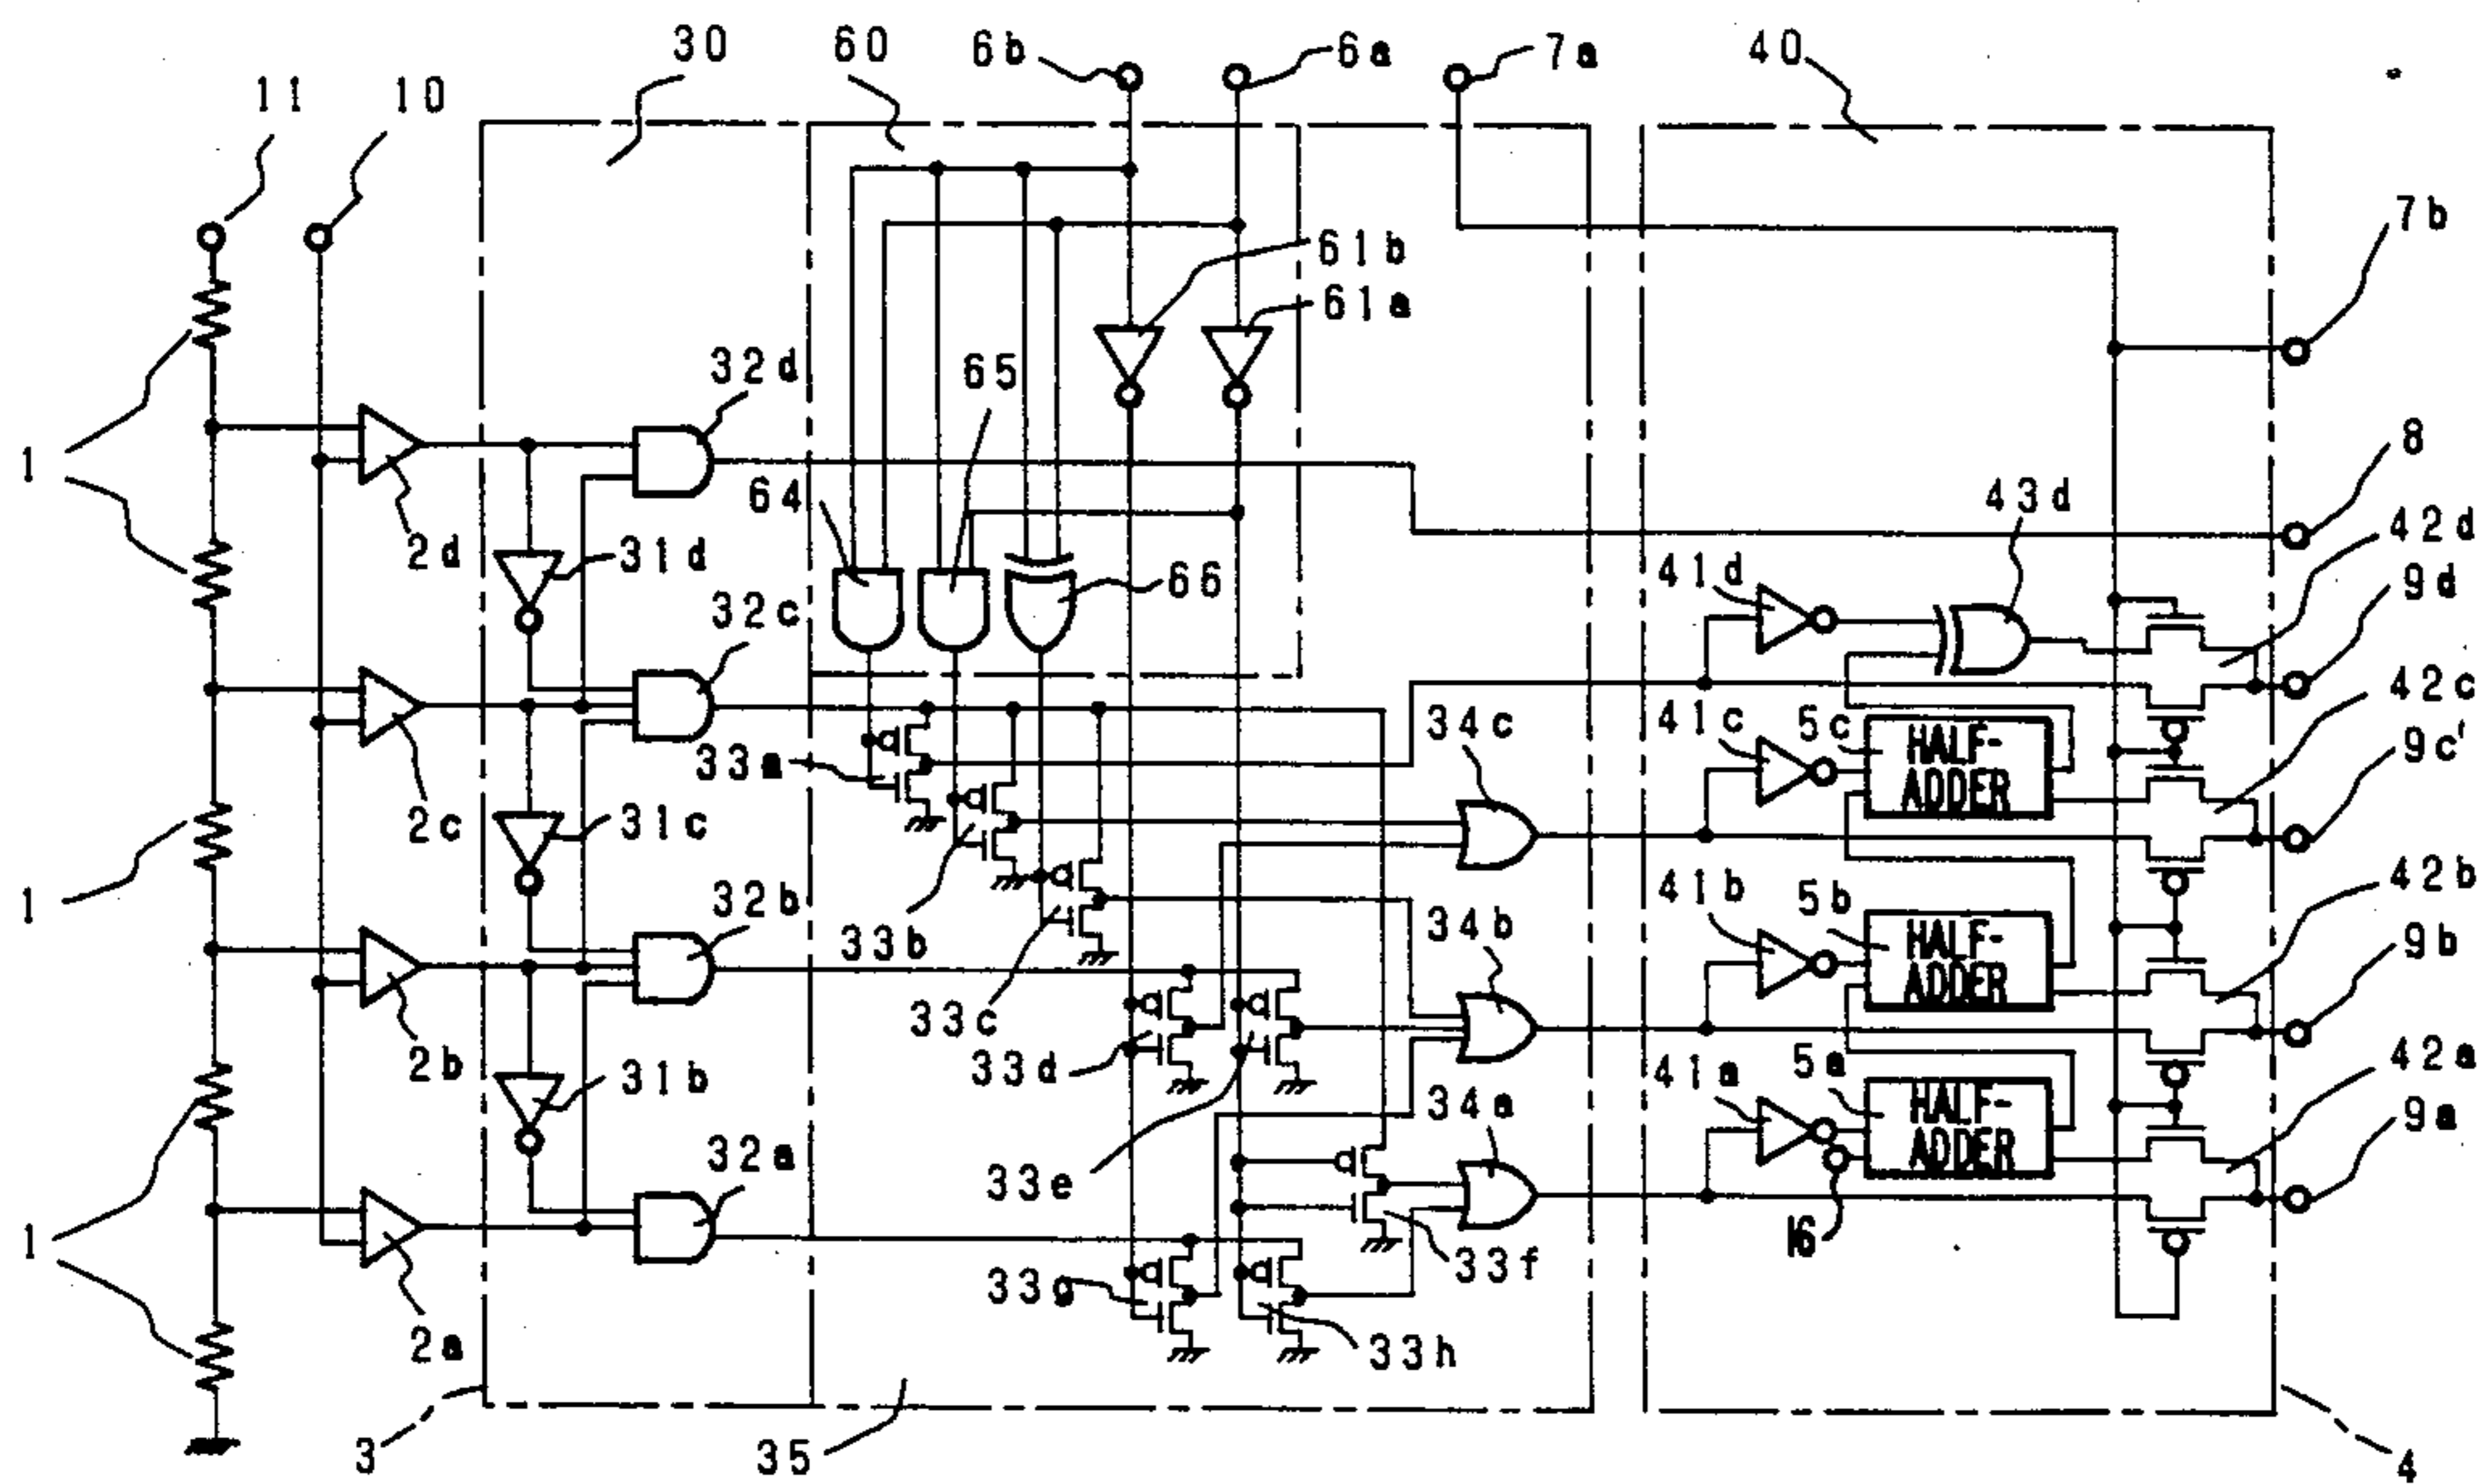 30
60
6b
6a
7a
40
11
10
7b
61b
61a
32d
65
8
1
64
43d
42d
2d
31d
66
41d
9d
32c
42c
33a
34c
41c
5c
HALF-
ADDER
9c'
2c
31c
1
32b
33b
34b
41b
5b
HALF-
ADDER
42b
9b
2b
31b
33d
33c
34a
41a
5a
HALF-
ADDER
42a
9a
32a
33e
1
33g
33f
16
2a
33h
3'
35
4